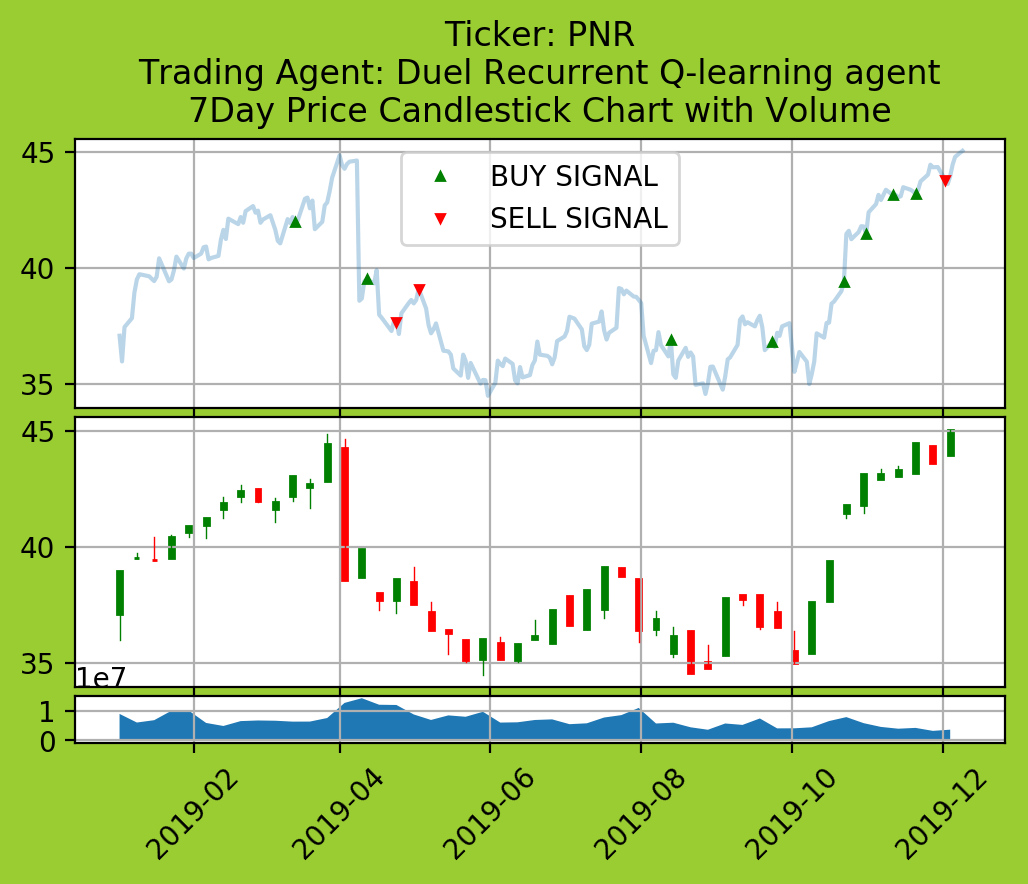 Ticker: PNR
Trading Agent: Duel Recurrent Q-learning agent
7Day Price Candlestick Chart with Volume
45
40
35
BUY SIGNAL
SELL SIGNAL
45
40
35
1e7
1
0
2019-02
2019-04
2019-06
2019-08
2019-10
2019-12